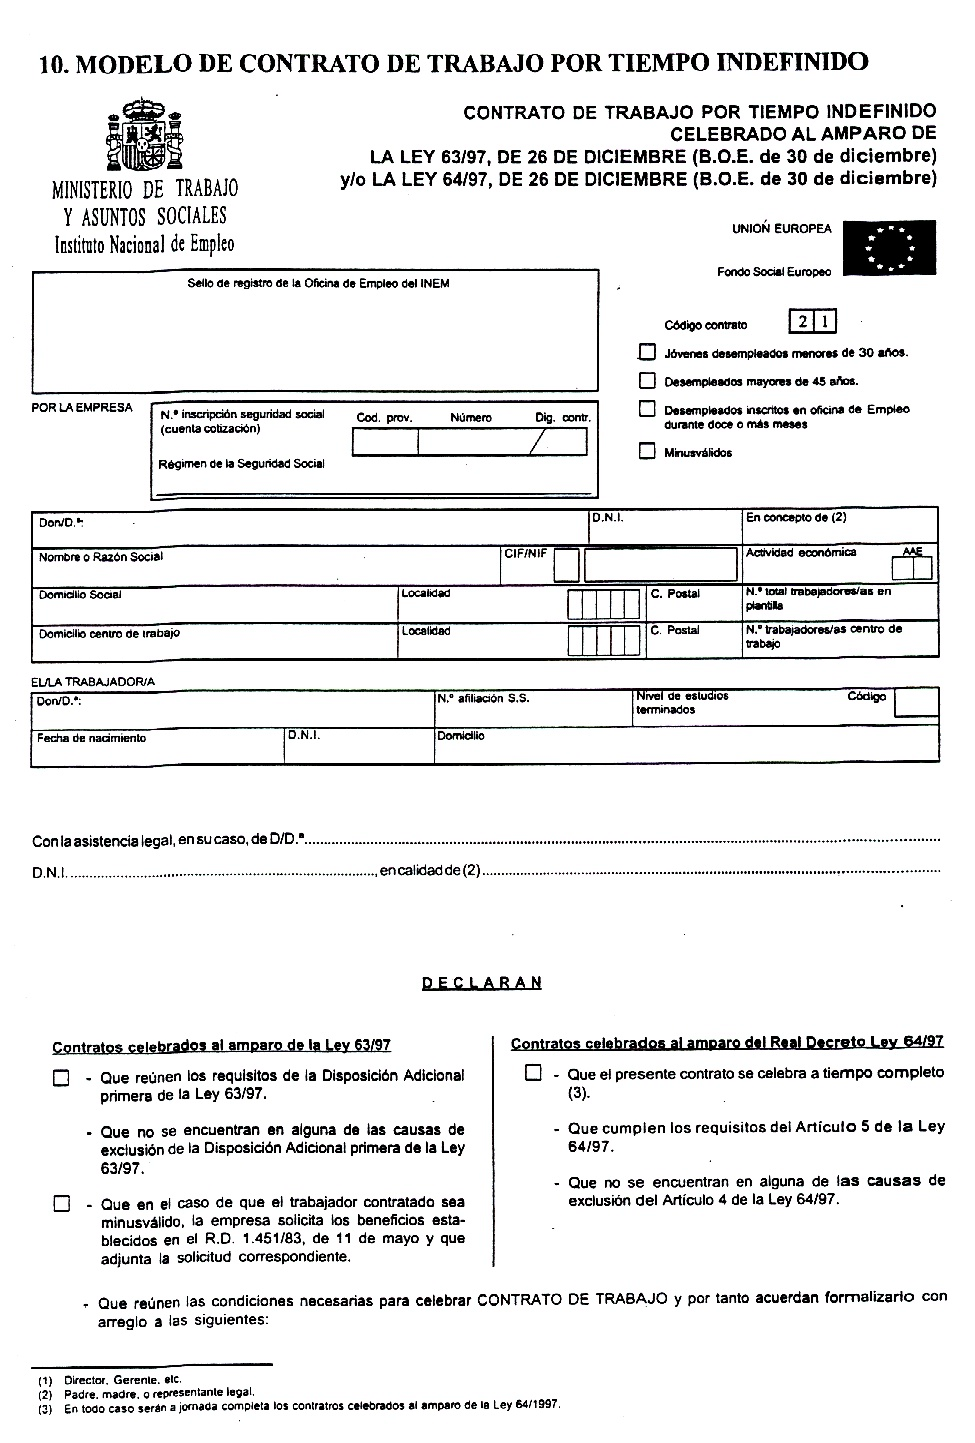 10. MODELO DE CONTRATO DE TRABAJO POR TIEMPO INDEFINIDO
CONTRATO DE TRABAJO POR TIEMPO INDEFINIDO
CELEBRADO AL AMPARO DE
LA LEY 63/97, DE 26 DE DICIEMBRE (B.O.E. de 30 de diciembre)
y/o LA LEY 64/97, DE 26 DE DICIEMBRE (B.O.E. de 30 de diciembre)
MINISTERIO DE TRABAJO
Y ASUNTOS SOCIALES
Instituto Nacional de Empleo
UNIÓN EUROPEA
Fondo Social Europeo
Sello de registro de la Oficina de Empleo del INEM
Código contrato 2 1
Jóvenes desempleados menores de 30 años.
Desempleados mayores de 45 años.
Desempleados inscritos en oficina de Empleo
durante doce o más meses
Minusválidos
POR LA EMPRESA
N.º inscripción seguridad social
(cuenta cotización)
Cod. prov. Número Dig. contr.
/
Régimen de la Seguridad Social
Don/D.ª: D.N.I. En concepto de (2)
Nombre o Razón Social CIF/NIF Actividad económica AAE
Domicilio Social Localidad C. Postal N.º total trabajadores/as en
plantilla
Domicilio centro de trabajo Localidad C. Postal N.º trabajadores/as centro de
trabajo
EL/LA TRABAJADOR/A
Don/D.ª: N.º afiliación S.S. Nivel de estudios
terminados Código
Fecha de nacimiento D.N.I. Domicilio
Con la asistencia legal, en su caso, de D/D.ª
D.N.I. , en calidad de (2)
DECLARAN
Contratos celebrados al amparo de la Ley 63/97
- Que reúnen los requisitos de la Disposición Adicional
primera de la Ley 63/97.
- Que no se encuentran en alguna de las causas de
exclusión de la Disposición Adicional primera de la Ley
63/97.
- Que en el caso de que el trabajador contratado sea
minusválido, la empresa solicita los beneficios esta-
blecidos en el R.D. 1.451/83, de 11 de mayo y que
adjunta la solicitud correspondiente.
Contratos celebrados al amparo del Real Decreto Ley 64/97
- Que el presente contrato se celebra a tiempo completo
(3).
- Que cumplen los requisitos del Artículo 5 de la Ley
64/97.
- Que no se encuentran en alguna de las causas de
exclusión del Artículo 4 de la Ley 64/97.
- Que reúnen las condiciones necesarias para celebrar CONTRATO DE TRABAJO y por tanto acuerdan formalizarlo con
arreglo a las siguientes:
(1) Director, Gerente, etc.
(2) Padre, madre, o representante legal.
(3) En todo caso serán a jornada completa los contratros celebrados al amparo de la Ley 64/1997.